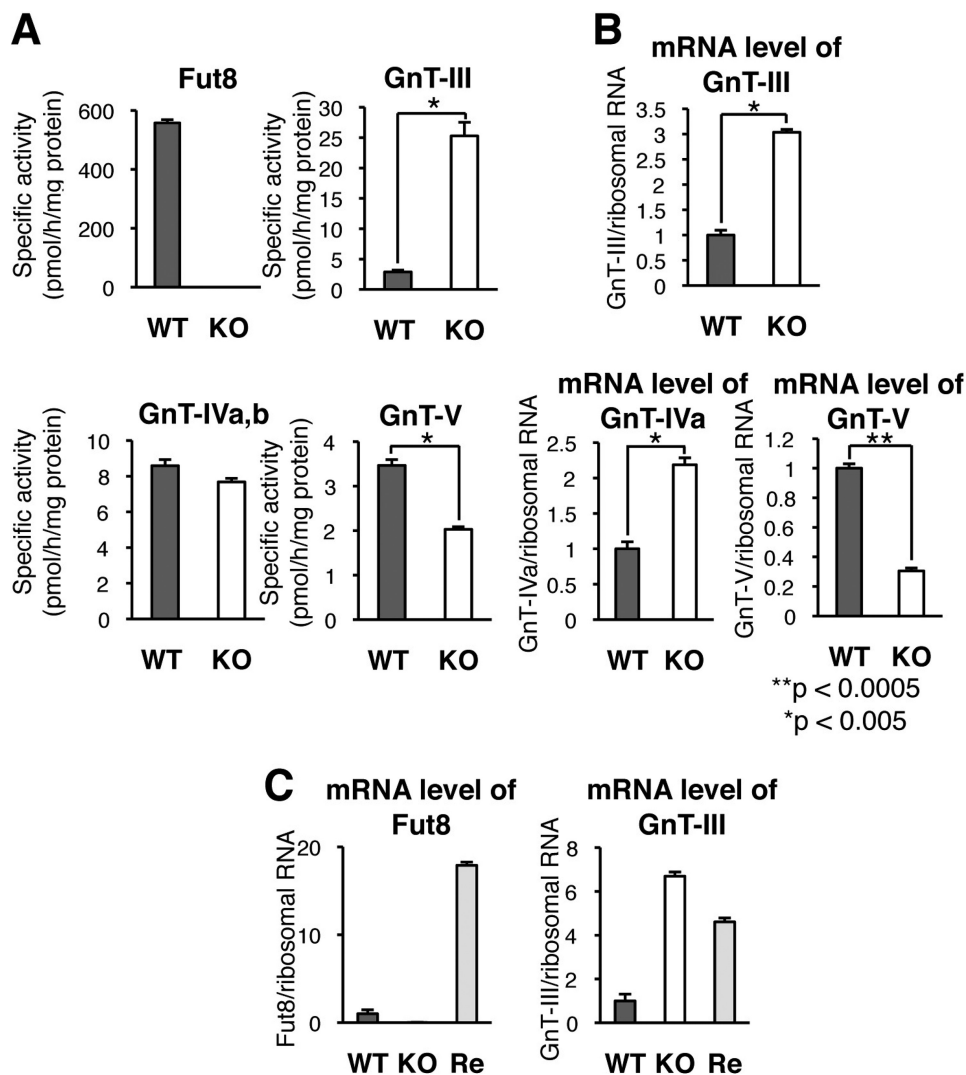 A
Fut8
Specific activity
(pmol/h/mg protein)
600
400
200
0
WT KO
GnT-III
Specific activity
(pmol/h/mg protein)
30
25
20
15
10
5
0
*
WT KO
B
mRNA level of
GnT-III
GnT-III/ribosomal RNA
3.5
3
2.5
2
1.5
1
0.5
0
*
WT KO
GnT-IVa,b
Specific activity
(pmol/h/mg protein)
10
8
6
4
2
0
WT KO
GnT-V
Specific activity
(pmol/h/mg protein)
4
3
2
1
0
*
WT KO
mRNA level of
GnT-IVa
GnT-IVa/ribosomal RNA
2.5
2
1.5
1
0.5
0
*
WT KO
mRNA level of
GnT-V
GnT-V/ribosomal RNA
1.2
1
0.8
0.6
0.4
0.2
0
**
WT KO
**p < 0.0005
*p < 0.005
C
mRNA level of
Fut8
Fut8/ribosomal RNA
20
10
0
WT KO Re
mRNA level of
GnT-III
GnT-III/ribosomal RNA
8
6
4
2
0
WT KO Re